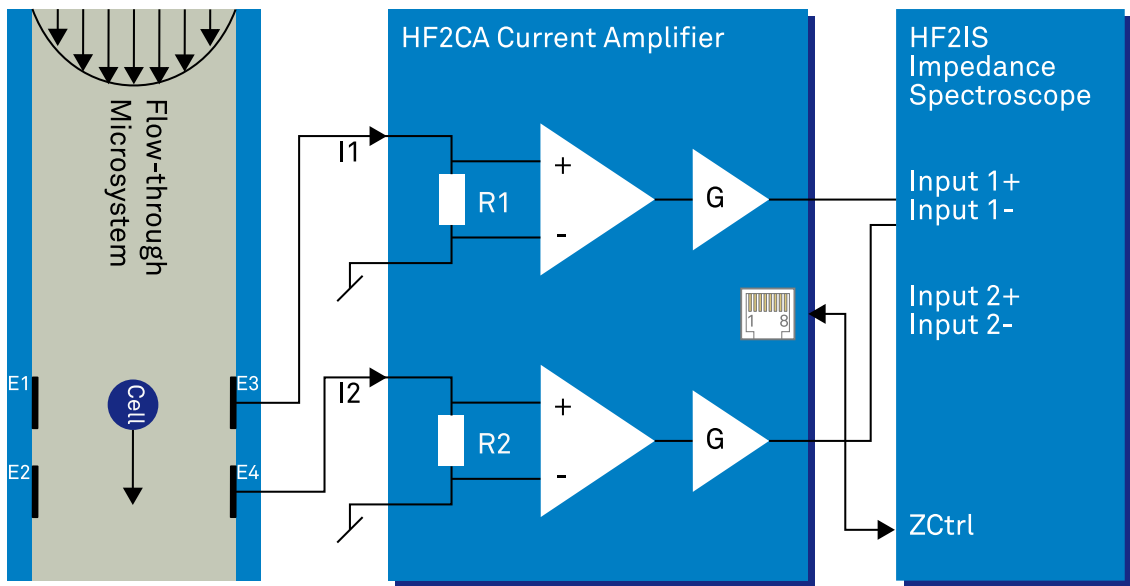 Flow-through
Microsystem
E1
E2
Cell
E3
E4
HF2CA Current Amplifier
I1
R1
+
-
G
1 8
I2
R2
+
-
G
HF2IS
Impedance
Spectroscope
Input 1+
Input 1-
Input 2+
Input 2-
ZCtrl